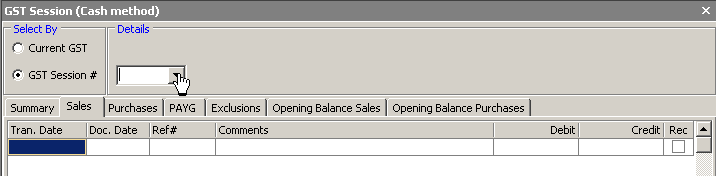 GST Session (Cash method)
Select By
Details
Current GST
GST Session #
Summary Sales Purchases PAYG Exclusions Opening Balance Sales Opening Balance Purchases
Tran. Date Doc. Date Ref# Comments Debit Credit Rec